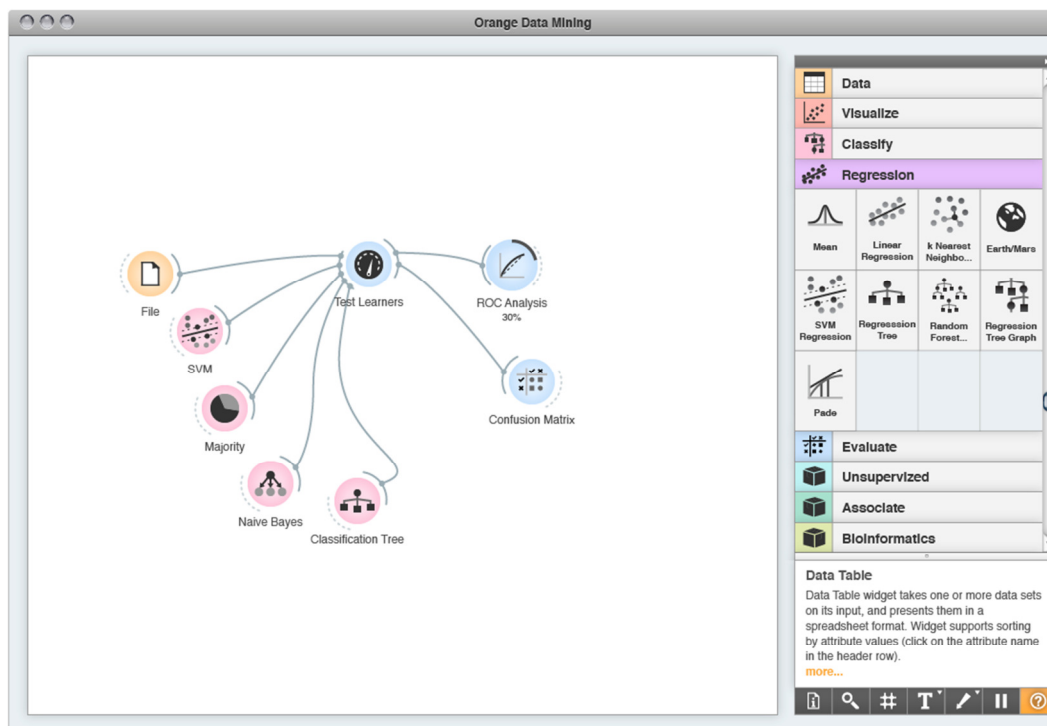 Orange Data Mining
File
SVM
Majority
Naive Bayes
Classification Tree
Test Learners
ROC Analysis
30%
Confusion Matrix
Data
Visualize
Classify
Regression
Mean
Linear
Regression
k Nearest
Neighbo...
Earth/Mars
SVM
Regression
Regresssion
Tree
Random
Forest...
Regression
Tree Graph
Pade
Evaluate
Unsupervized
Associate
Bioinformatics
Data Table
Data Table widget takes one or more data sets
on its input, and presents them in a
spreadsheet format. Widget supports sorting
by attribute values (click on the attribute name
in the header row).
more...